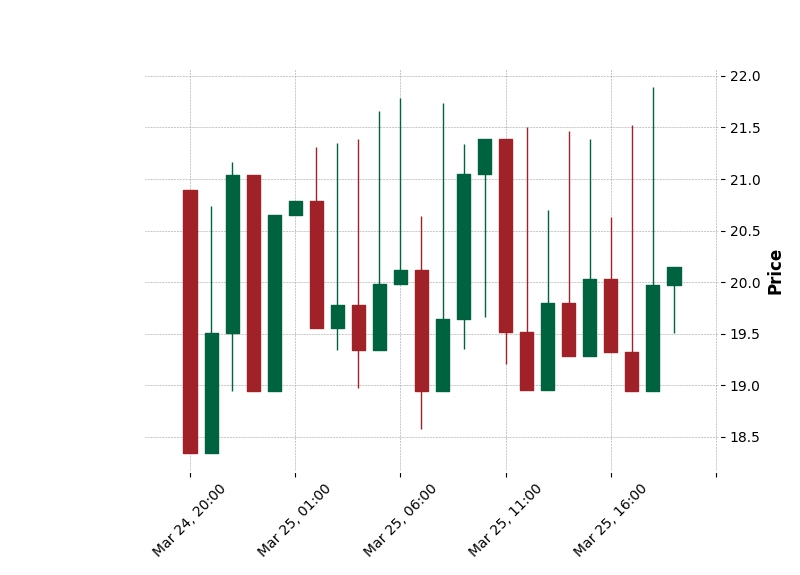 22.0
21.5
21.0
20.5
20.0
19.5
19.0
18.5
Price
Mar 24, 20:00
Mar 25, 01:00
Mar 25, 06:00
Mar 25, 11:00
Mar 25, 16:00